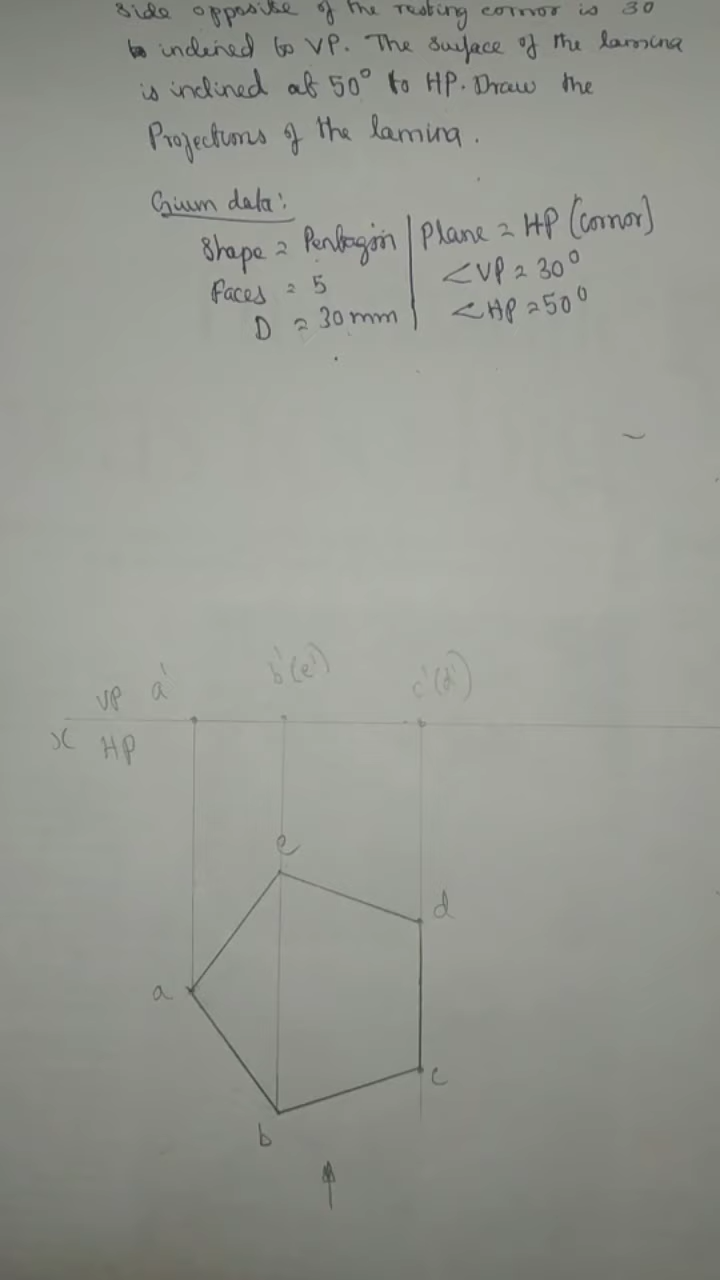 side opposite of the resting cornor is 30
inclined to VP. The surface of the lamina
is inclined at 50° to HP. Draw the
Projections of the lamina.
Given data:
Shape = Pentagon
Faces = 5
D = 30mm
Plane = HP (cornor)
∠VP = 30°
∠HP = 50°
VP a' b'(e') c'(d')
X HP
e
d
a
c
b